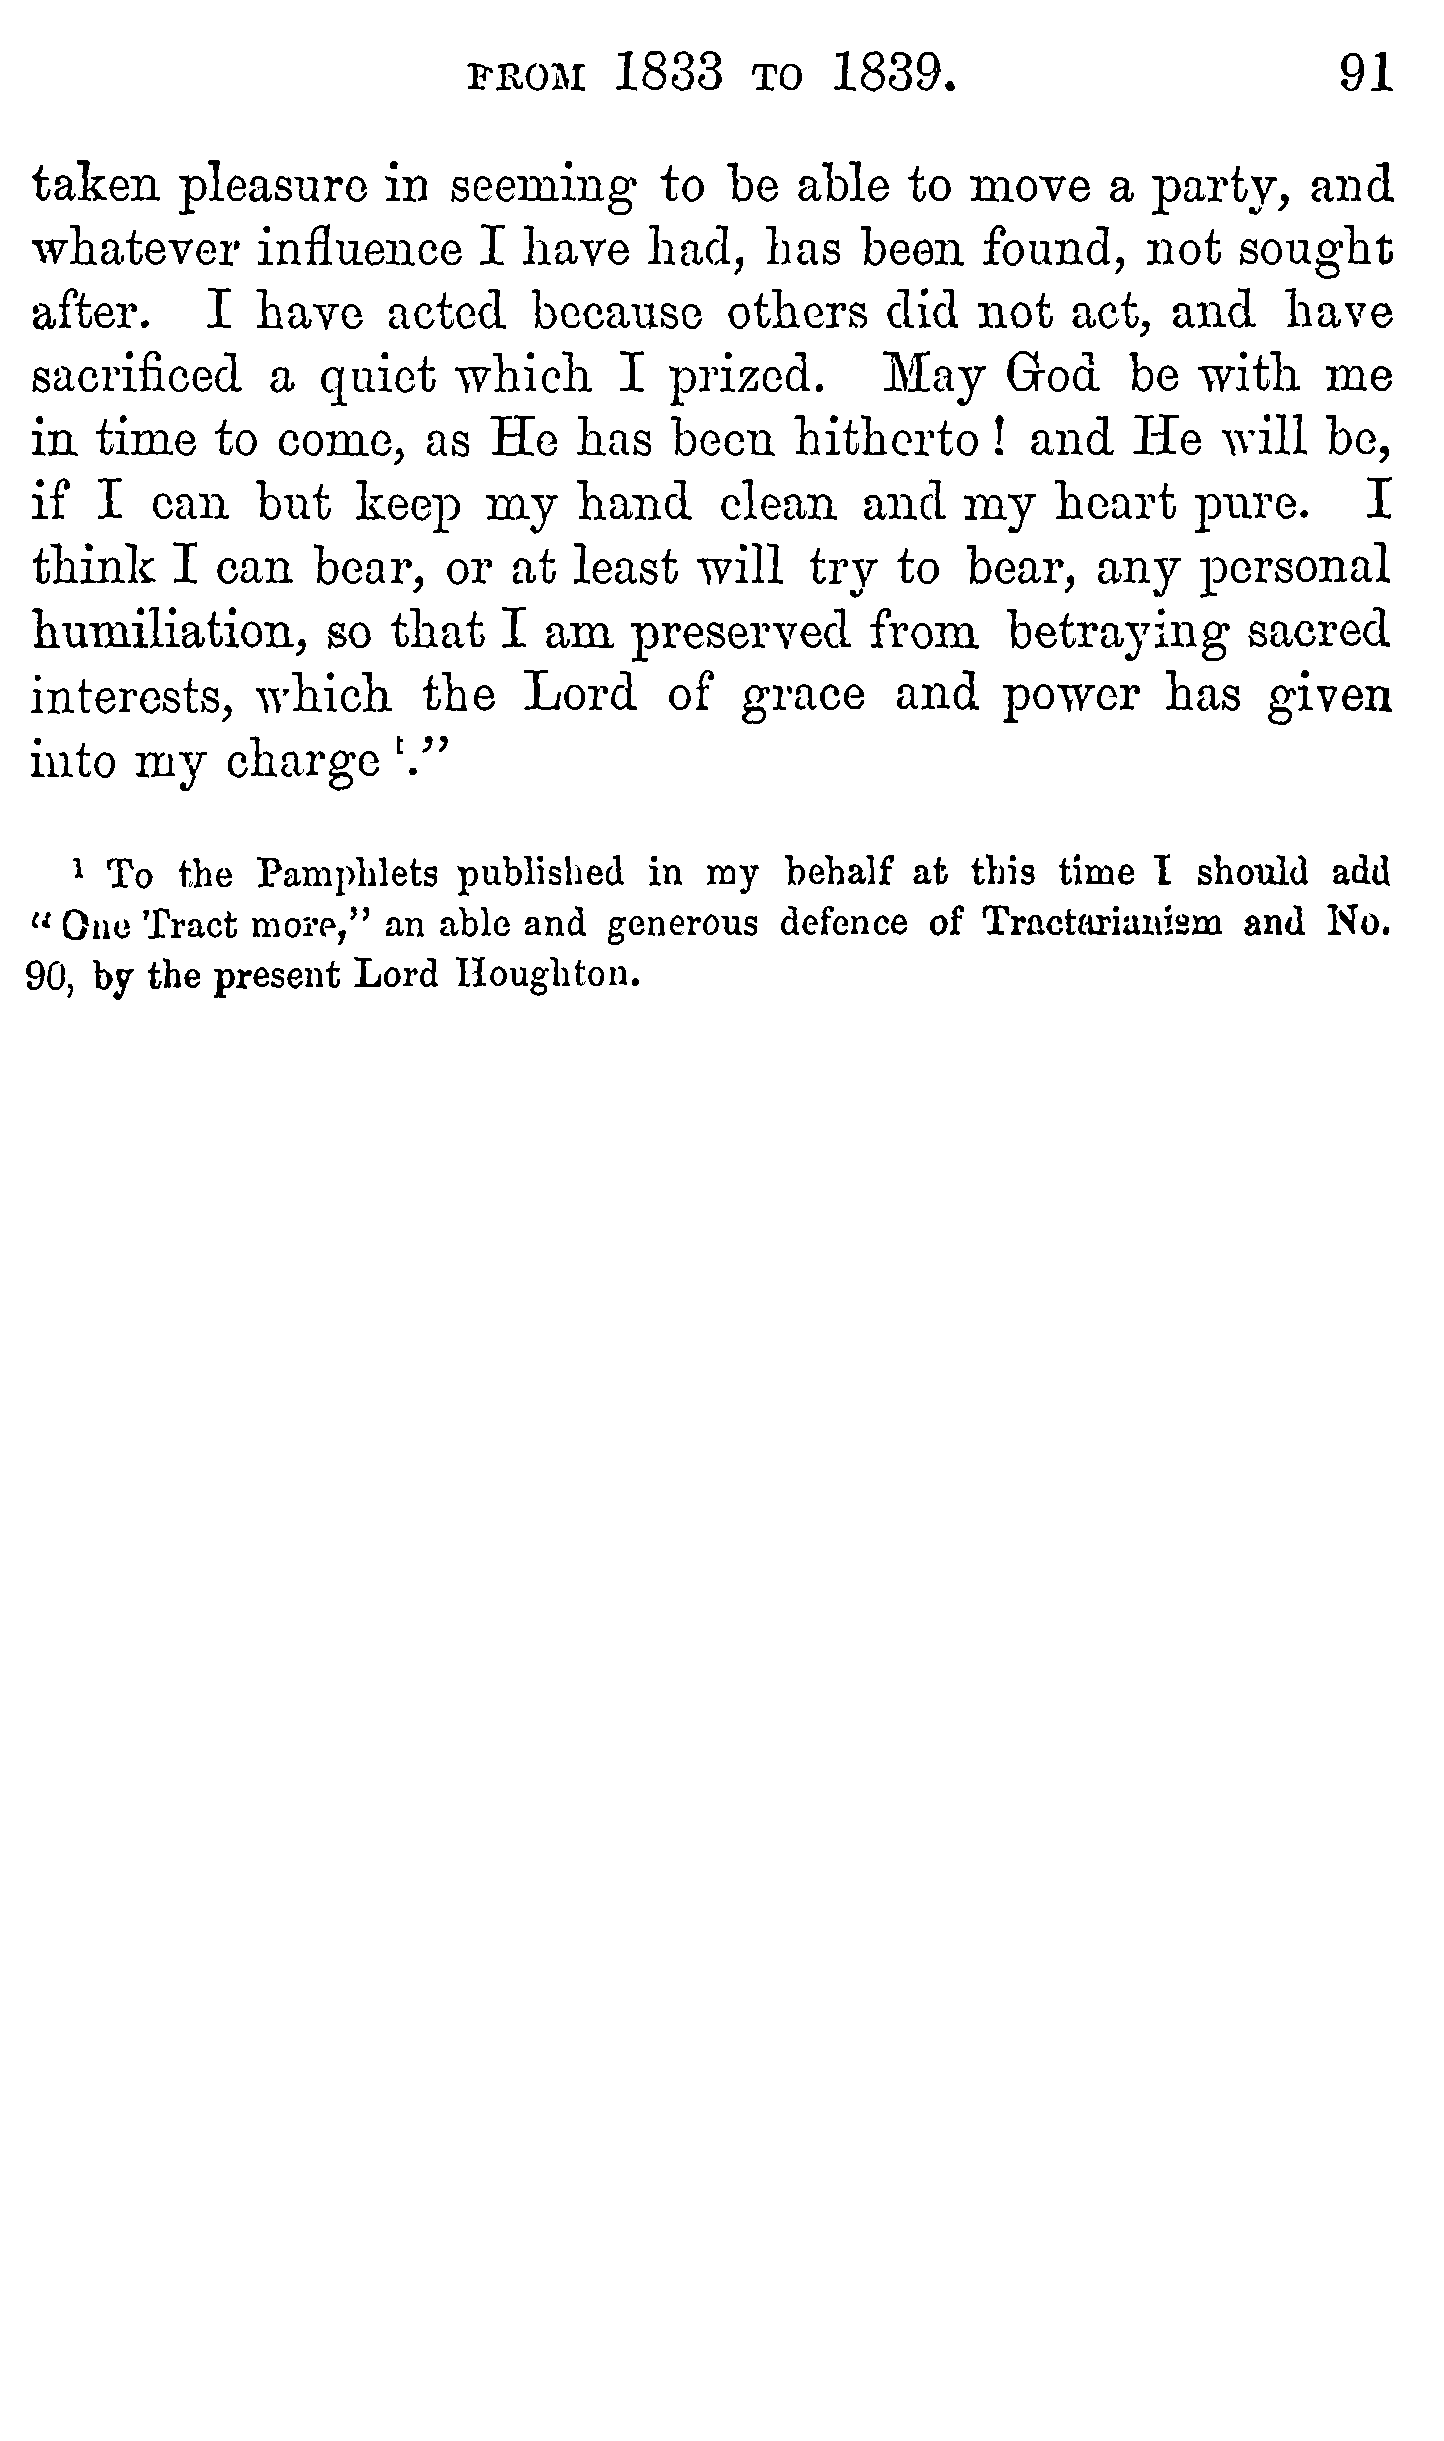 FROM 1833 TO 1839. 91
taken pleasure in seeming to be able to move a party, and
whatever influence I have had, has been found, not sought
after. I have acted because others did not act, and have
sacrificed a quiet which I prized. May God be with me
in time to come, as He has been hitherto! and He will be,
if I can but keep my hand clean and my heart pure. I
think I can bear, or at least will try to bear, any personal
humiliation, so that I am preserved from betraying sacred
interests, which the Lord of grace and power has given
into my charge ¹."
¹ To the Pamphlets published in my behalf at this time I should add
"One Tract more," an able and generous defence of Tractarianism and No.
90, by the present Lord Houghton.